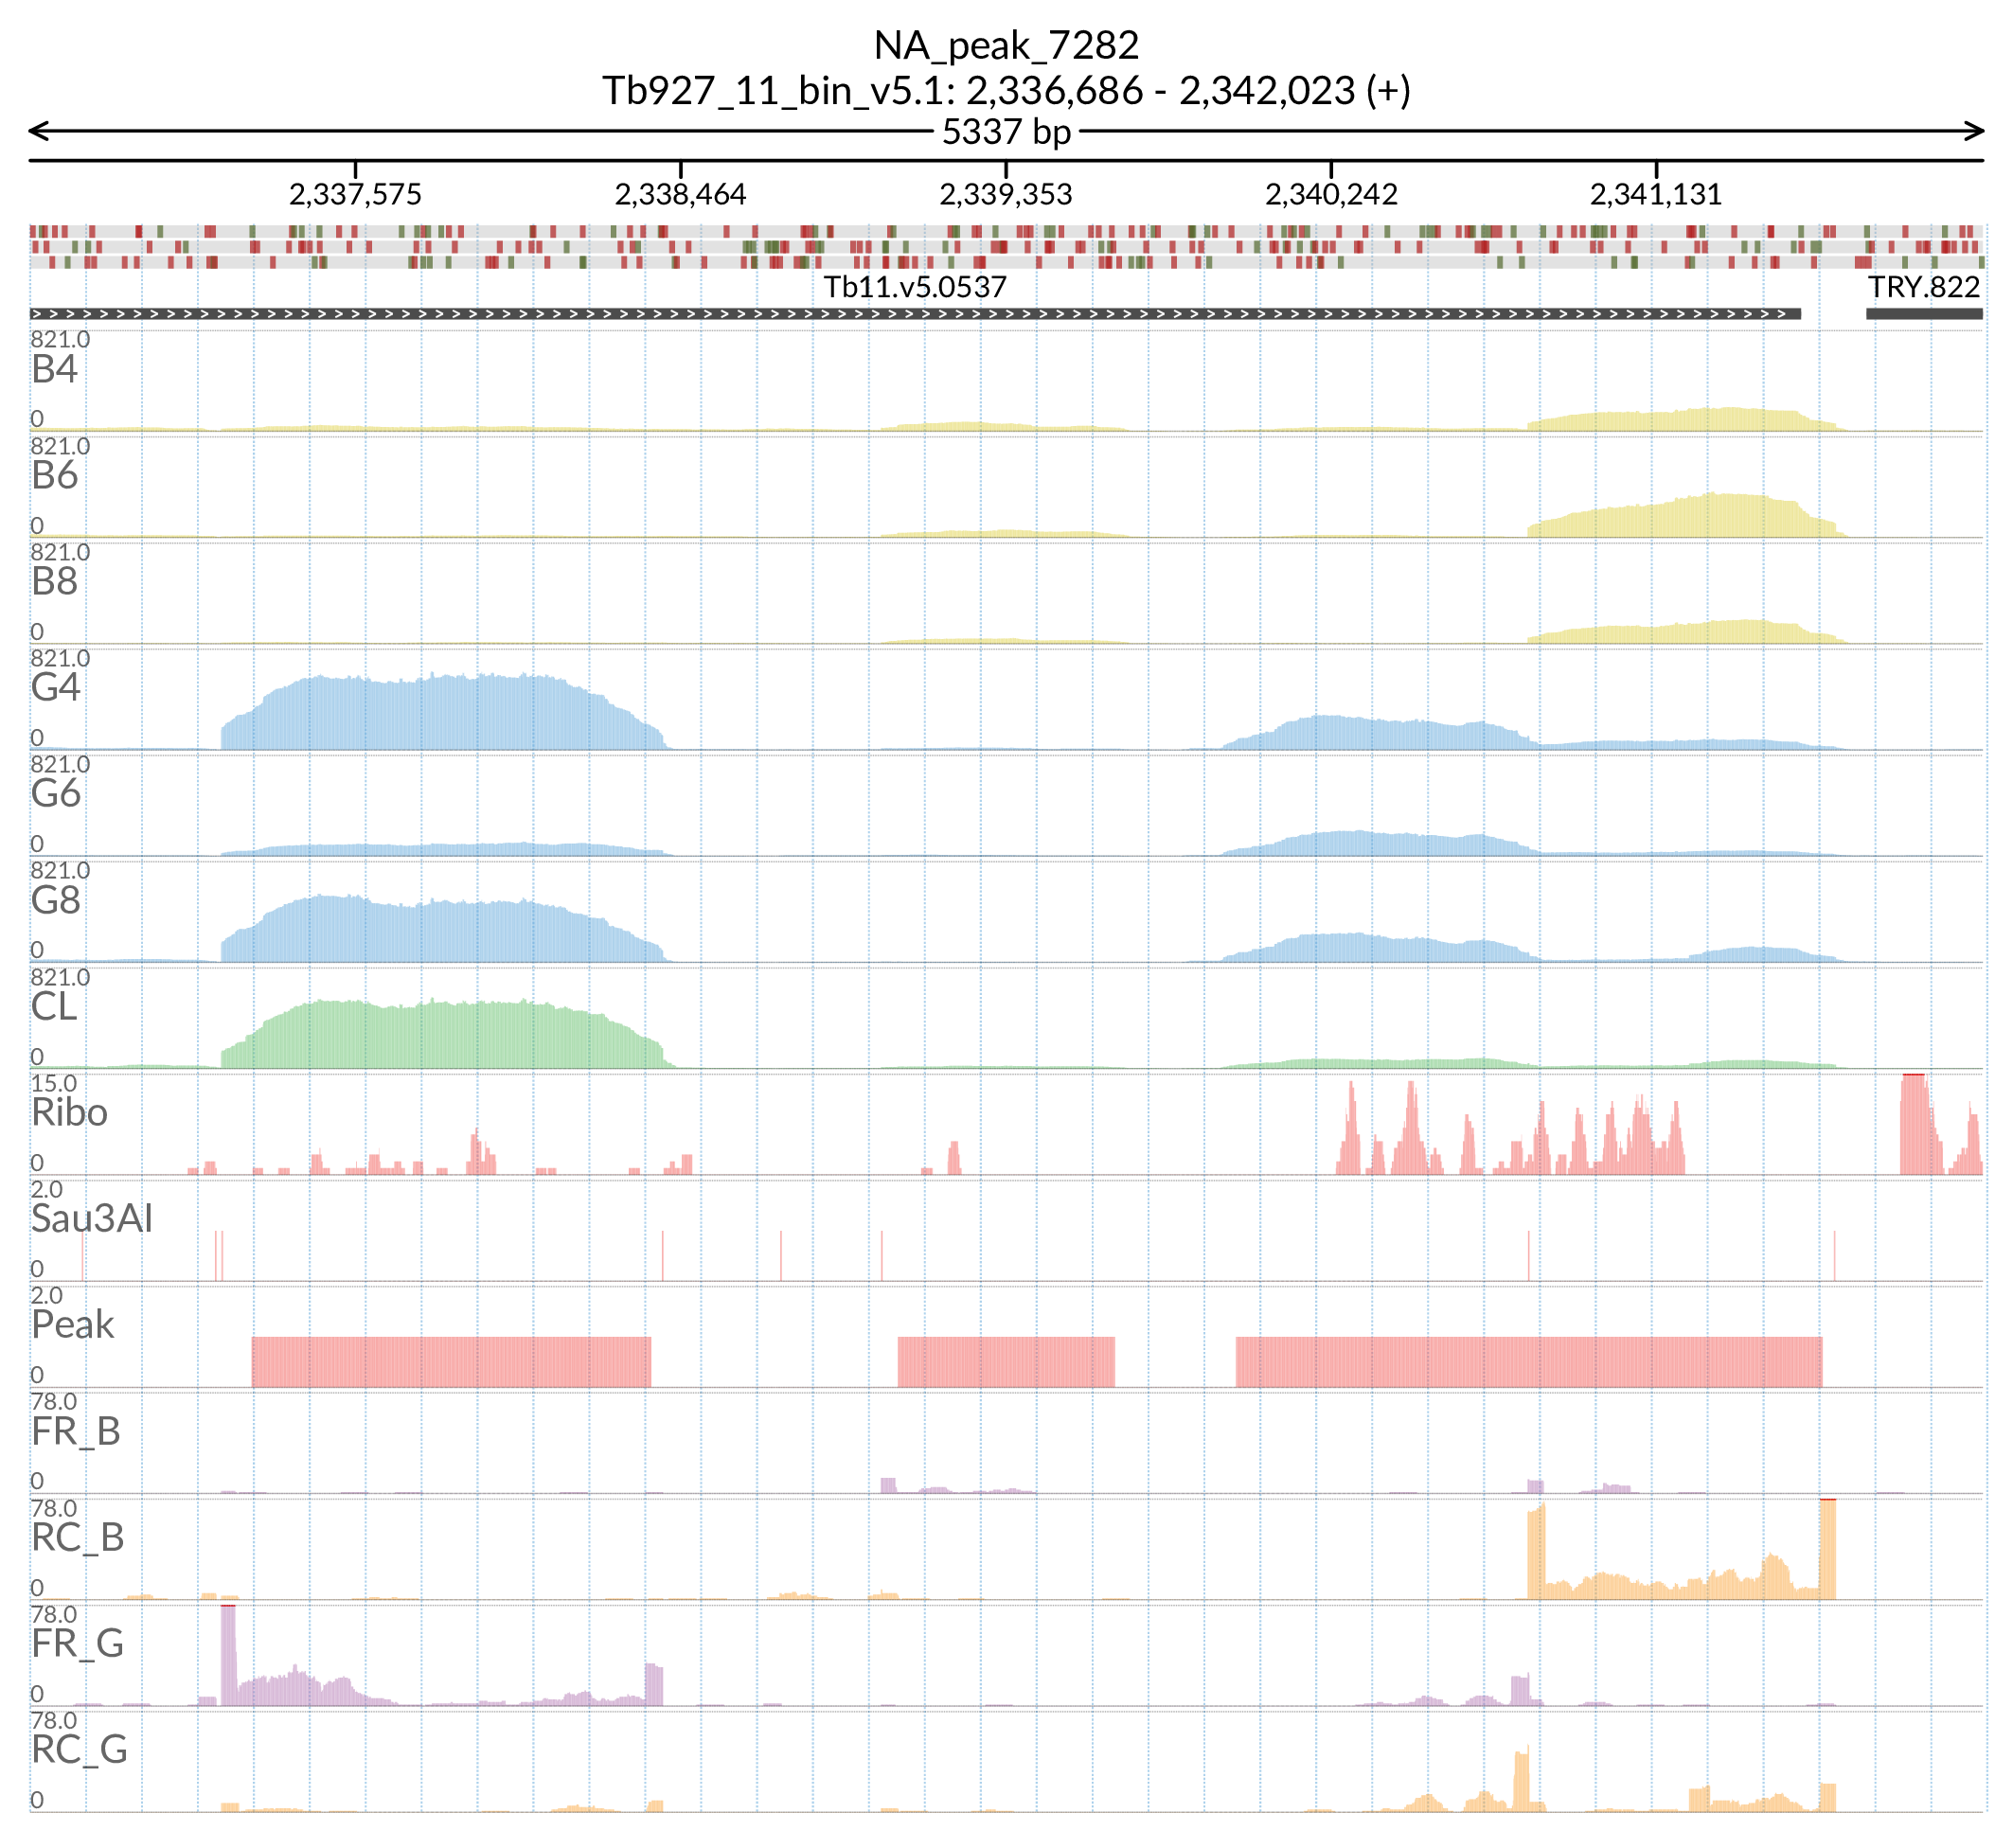 NA_peak_7282
Tb927_11_bin_v5.1: 2,336,686 - 2,342,023 (+)
5337 bp
2,337,575 2,338,464 2,339,353 2,340,242 2,341,131
Tb11.v5.0537 TRY.822
821.0
B4
0
821.0
B6
0
821.0
B8
0
821.0
G4
0
821.0
G6
0
821.0
G8
0
821.0
CL
0
15.0
Ribo
0
2.0
Sau3AI
0
2.0
Peak
0
78.0
FR_B
0
78.0
RC_B
0
78.0
FR_G
0
78.0
RC_G
0